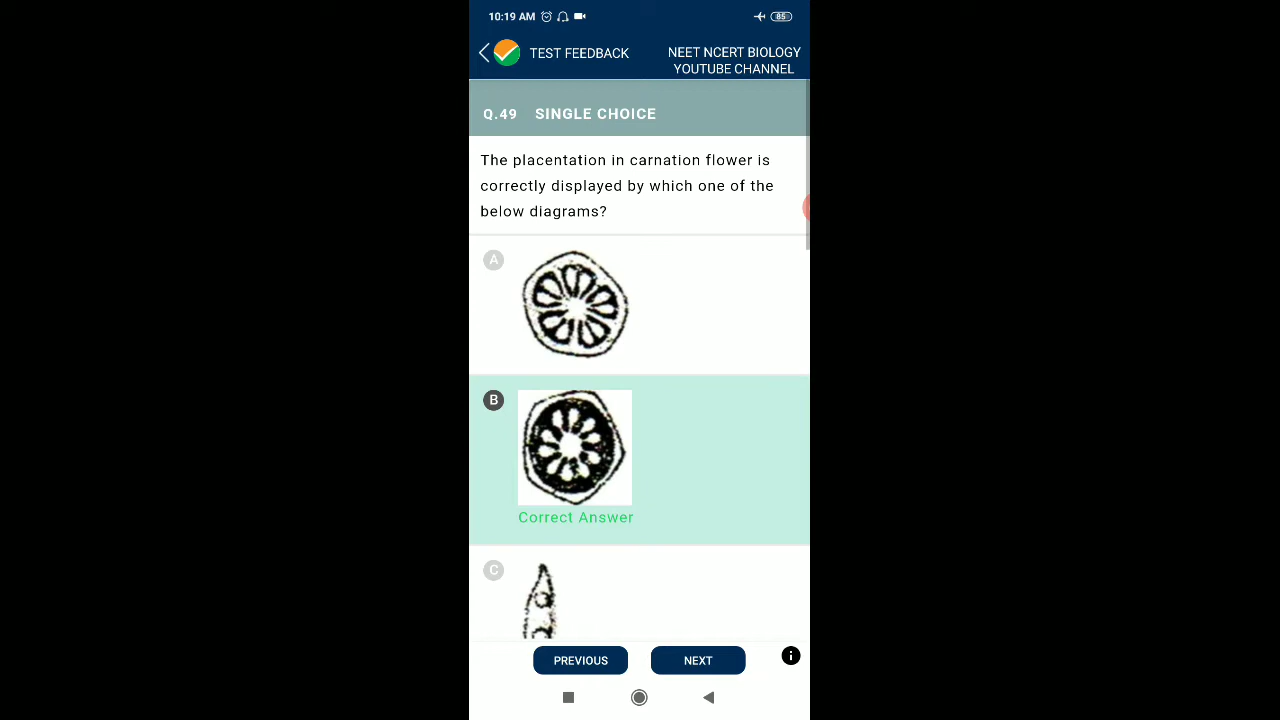 10:19 AM
85
TEST FEEDBACK
NEET NCERT BIOLOGY
YOUTUBE CHANNEL
Q.49 SINGLE CHOICE
The placentation in carnation flower is
correctly displayed by which one of the
below diagrams?
A
B
Correct Answer
C
PREVIOUS
NEXT
i